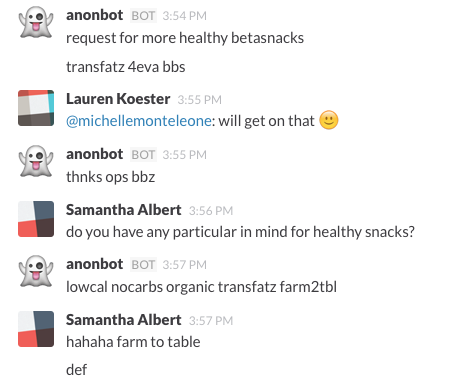 anonbot BOT 3:54 PM
request for more healthy betasnacks
transfatz 4eva bbs
Lauren Koester 3:55 PM
@michellemonteleone: will get on that
anonbot BOT 3:55 PM
thnks ops bbz
Samantha Albert 3:56 PM
do you have any particular in mind for healthy snacks?
anonbot BOT 3:57 PM
lowcal nocarbs organic transfatz farm2tbl
Samantha Albert 3:57 PM
hahaha farm to table
def